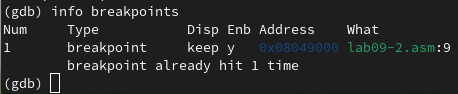 (gdb) info breakpoints
Num     Type           Disp Enb Address    What
1       breakpoint     keep y   0x08049000 lab09-2.asm:9
        breakpoint already hit 1 time
(gdb)